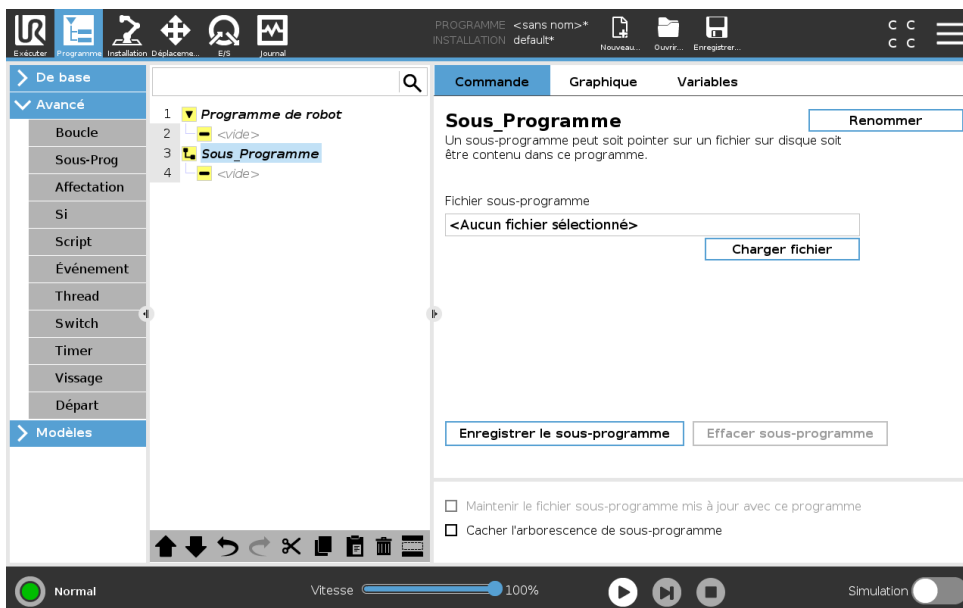 UR
PROGRAMME <sans nom>*
INSTALLATION default*
Exécuter Programme Installation Déplaceme... E/S Journal
Nouveau... Ouvrir... Enregistrer...
C C
C C
De base
Avancé
Boucle
Sous-Prog
Affectation
Si
Script
Événement
Thread
Switch
Timer
Vissage
Départ
Modèles
1 Programme de robot
2 <vide>
3 Sous_Programme
4 <vide>
Commande Graphique Variables
Sous_Programme
Renommer
Un sous-programme peut soit pointer sur un fichier sur disque soit
être contenu dans ce programme.
Fichier sous-programme
<Aucun fichier sélectionné>
Charger fichier
Enregistrer le sous-programme Effacer sous-programme
Maintenir le fichier sous-programme mis à jour avec ce programme
Cacher l'arborescence de sous-programme
Normal
Vitesse 100%
Simulation